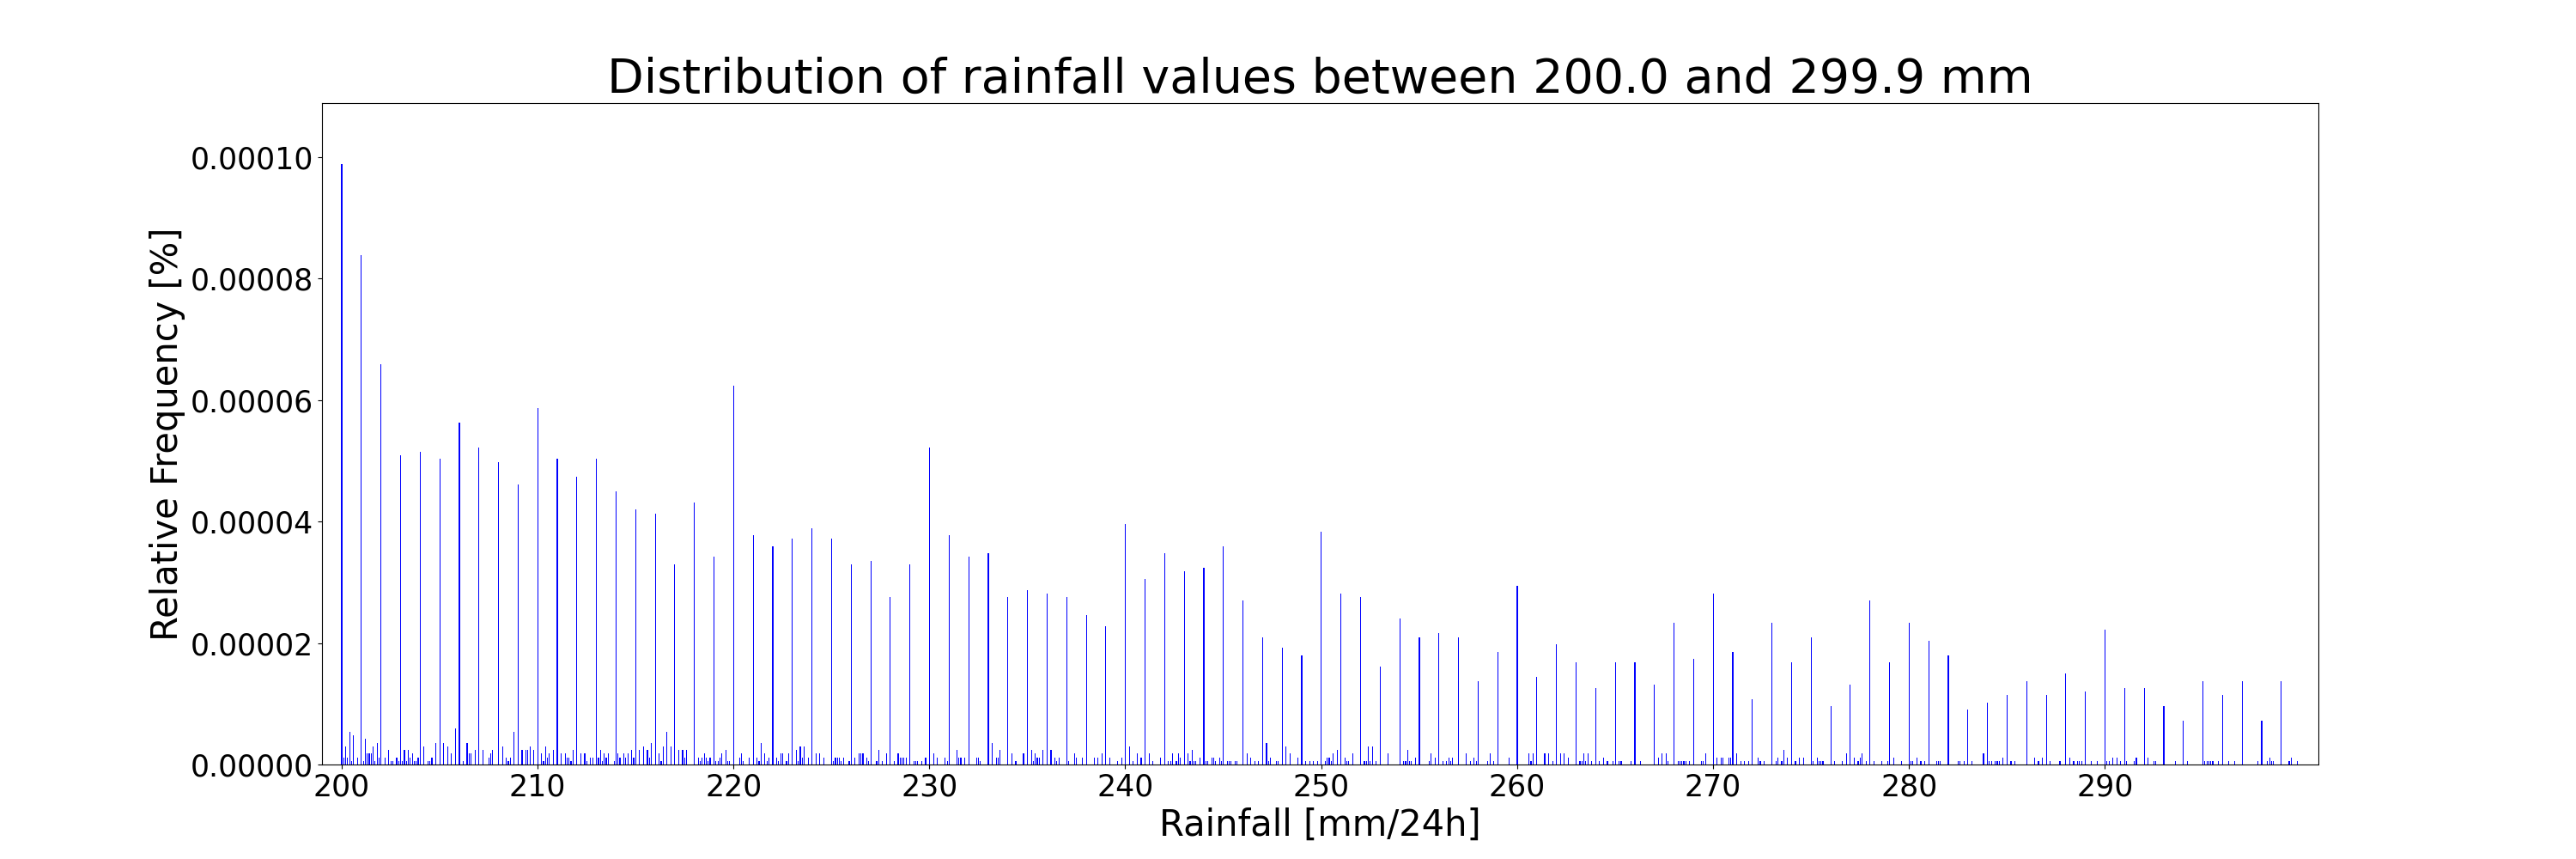 Distribution of rainfall values between 200.0 and 299.9 mm
Relative Frequency [%]
0.00010
0.00008
0.00006
0.00004
0.00002
0.00000
200 210 220 230 240 250 260 270 280 290
Rainfall [mm/24h]